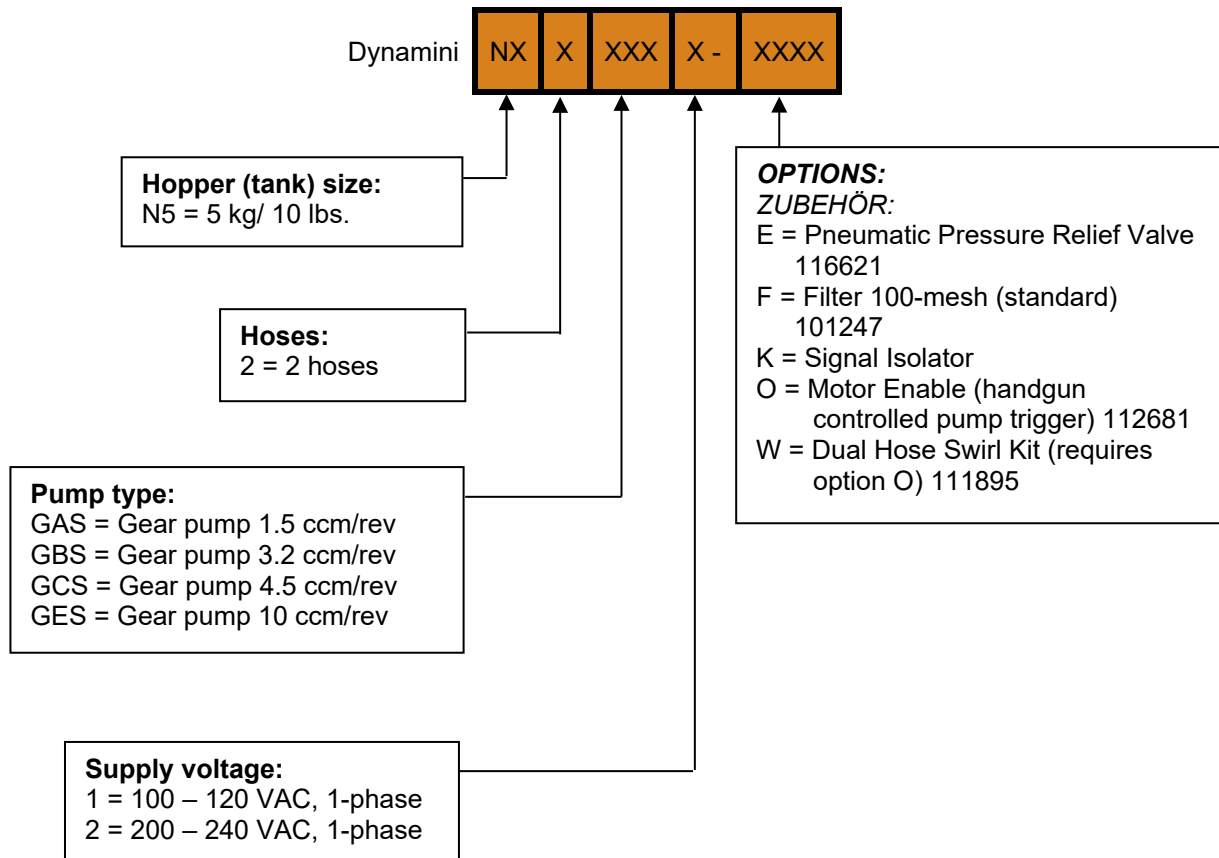 Dynamini NX X XXX X - XXXX
Hopper (tank) size:
N5 = 5 kg/ 10 lbs.
Hoses:
2 = 2 hoses
Pump type:
GAS = Gear pump 1.5 ccm/rev
GBS = Gear pump 3.2 ccm/rev
GCS = Gear pump 4.5 ccm/rev
GES = Gear pump 10 ccm/rev
Supply voltage:
1 = 100 – 120 VAC, 1-phase
2 = 200 – 240 VAC, 1-phase
OPTIONS:
ZUBEHÖR:
E = Pneumatic Pressure Relief Valve
116621
F = Filter 100-mesh (standard)
101247
K = Signal Isolator
O = Motor Enable (handgun
controlled pump trigger) 112681
W = Dual Hose Swirl Kit (requires
option O) 111895